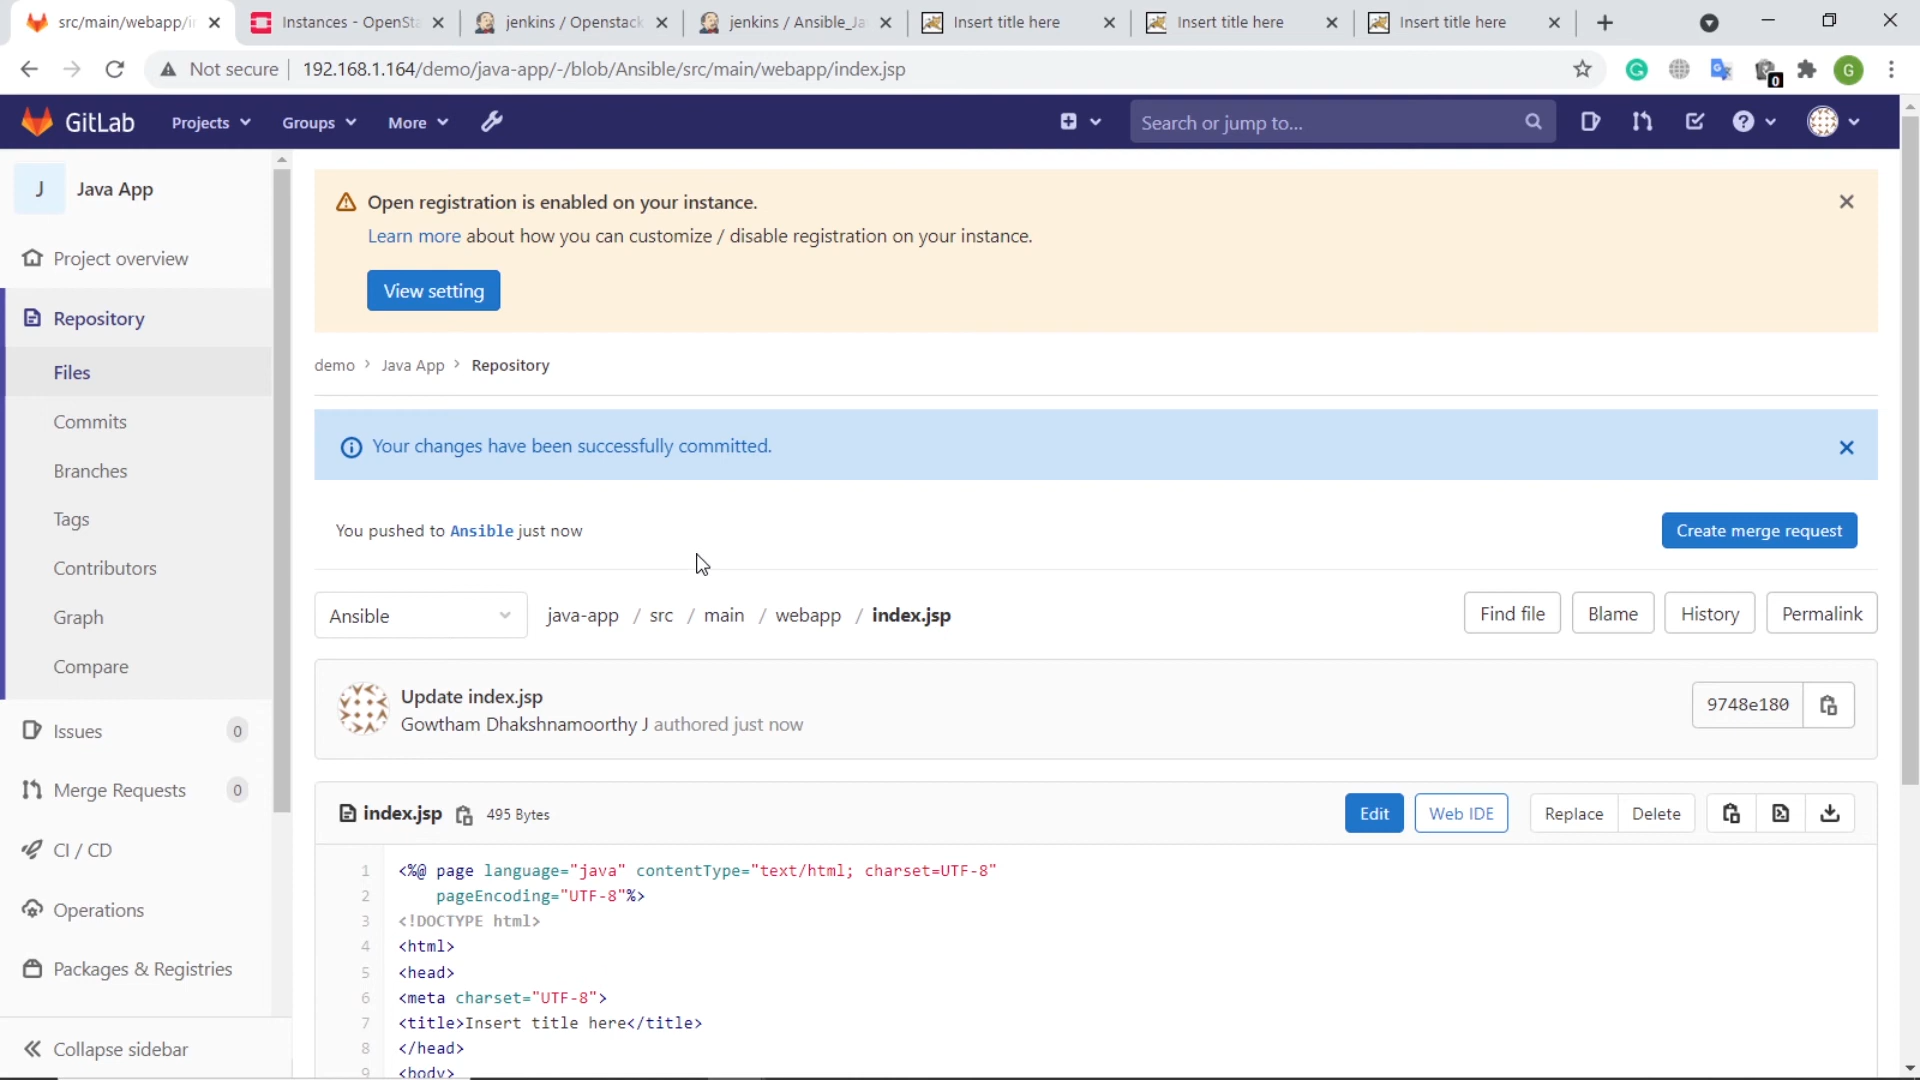 src/main/webapp/i
Instances - OpenSta
jenkins / Openstack
jenkins / Ansible_Ja
Insert title here
Insert title here
Insert title here
Not secure
192.168.1.164/demo/java-app/-/blob/Ansible/src/main/webapp/index.jsp
0
G
GitLab
Projects
Groups
More
Search or jump to...
J
Java App
Project overview
Repository
Files
Commits
Branches
Tags
Contributors
Graph
Compare
Issues 0
Merge Requests 0
CI / CD
Operations
Packages & Registries
« Collapse sidebar
Open registration is enabled on your instance.
Learn more about how you can customize / disable registration on your instance.
View setting
demo > Java App > Repository
Your changes have been successfully committed.
You pushed to Ansible just now
Create merge request
Ansible
java-app / src / main / webapp / index.jsp
Find file
Blame
History
Permalink
Update index.jsp
Gowtham Dhakshnamoorthy J authored just now
9748e180
index.jsp 495 Bytes
Edit
Web IDE
Replace
Delete
1 <%@ page language="java" contentType="text/html; charset=UTF-8"
2 pageEncoding="UTF-8"%>
3 <!DOCTYPE html>
4 <html>
5 <head>
6 <meta charset="UTF-8">
7 <title>Insert title here</title>
8 </head>
9 <body>